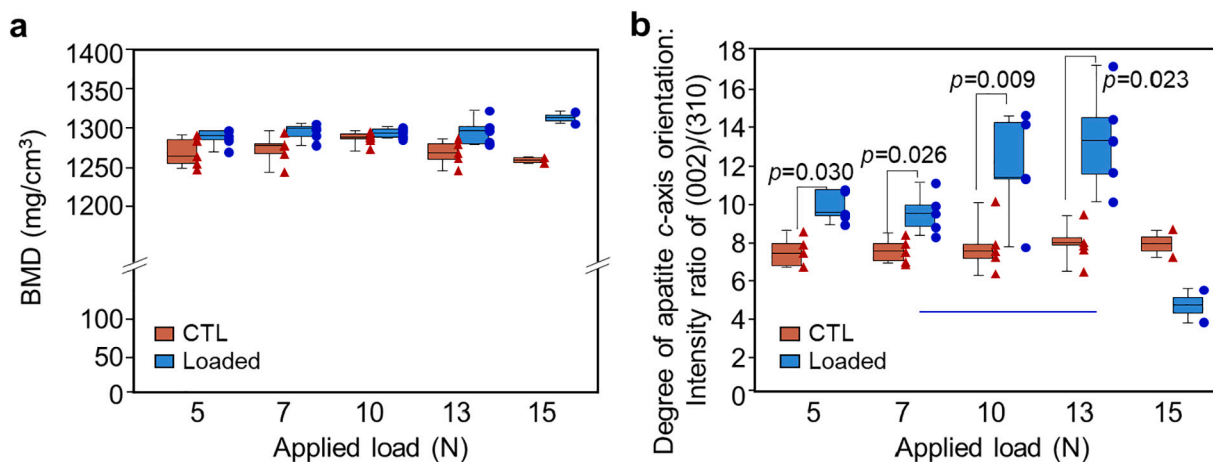 a
BMD (mg/cm³)
1400
1350
1300
1250
1200
100
50
0
CTL
Loaded
5 7 10 13 15
Applied load (N)
b
Degree of apatite c-axis orientation:
Intensity ratio of (002)/(310)
18
16
14
12
10
8
6
4
2
0
p=0.030
p=0.026
p=0.009
p=0.023
CTL
Loaded
5 7 10 13 15
Applied load (N)